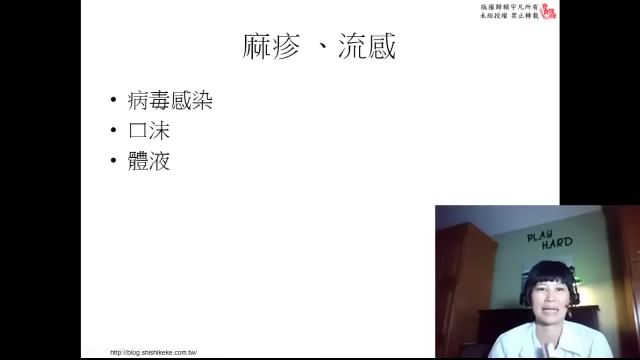 版權歸賴宇凡所有
未經授權 禁止轉載
麻疹 、流感
• 病毒感染
• 口沫
• 體液
PLAY
HARD
http://blog.shishikeke.com.tw/